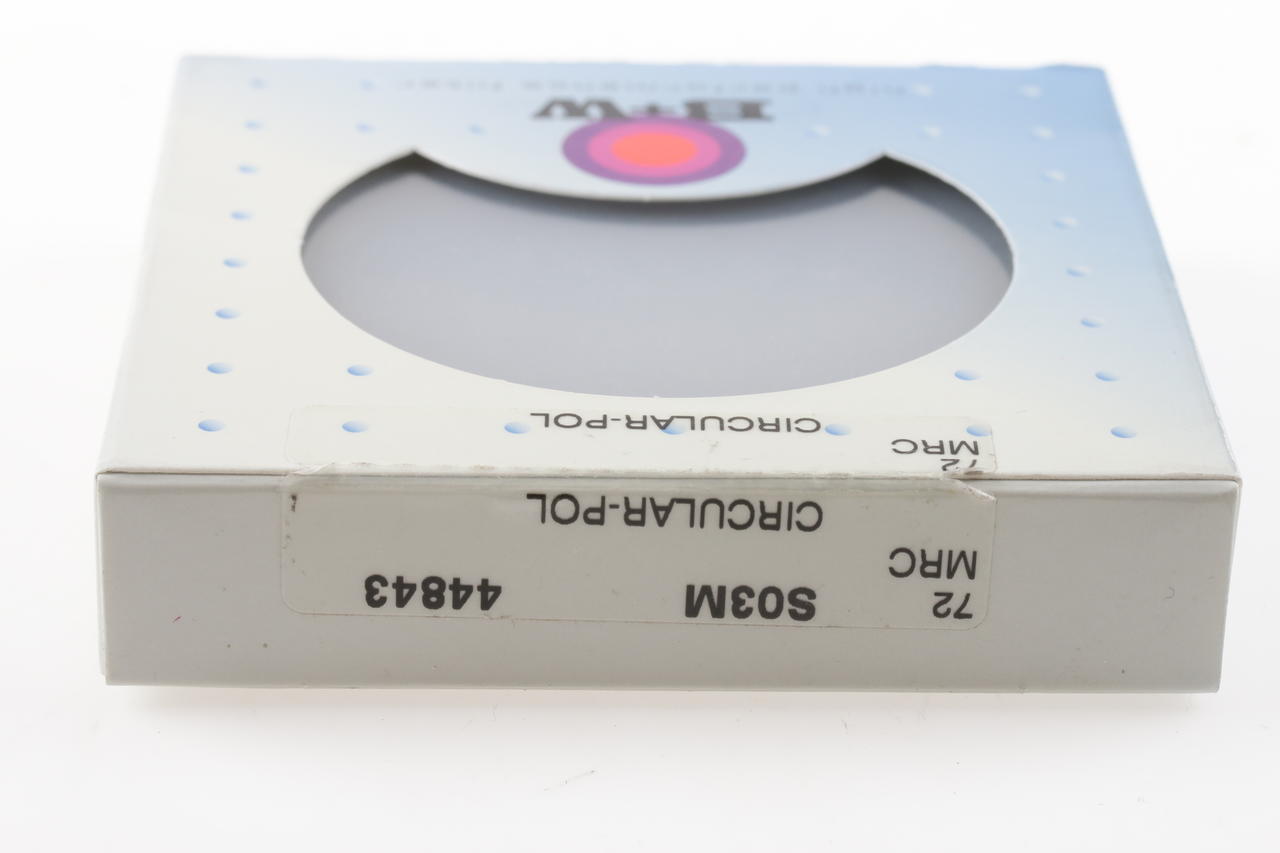 72 S03M 44843
MRC
CIRCULAR-POL
72
MRC
CIRCULAR-POL
B+W